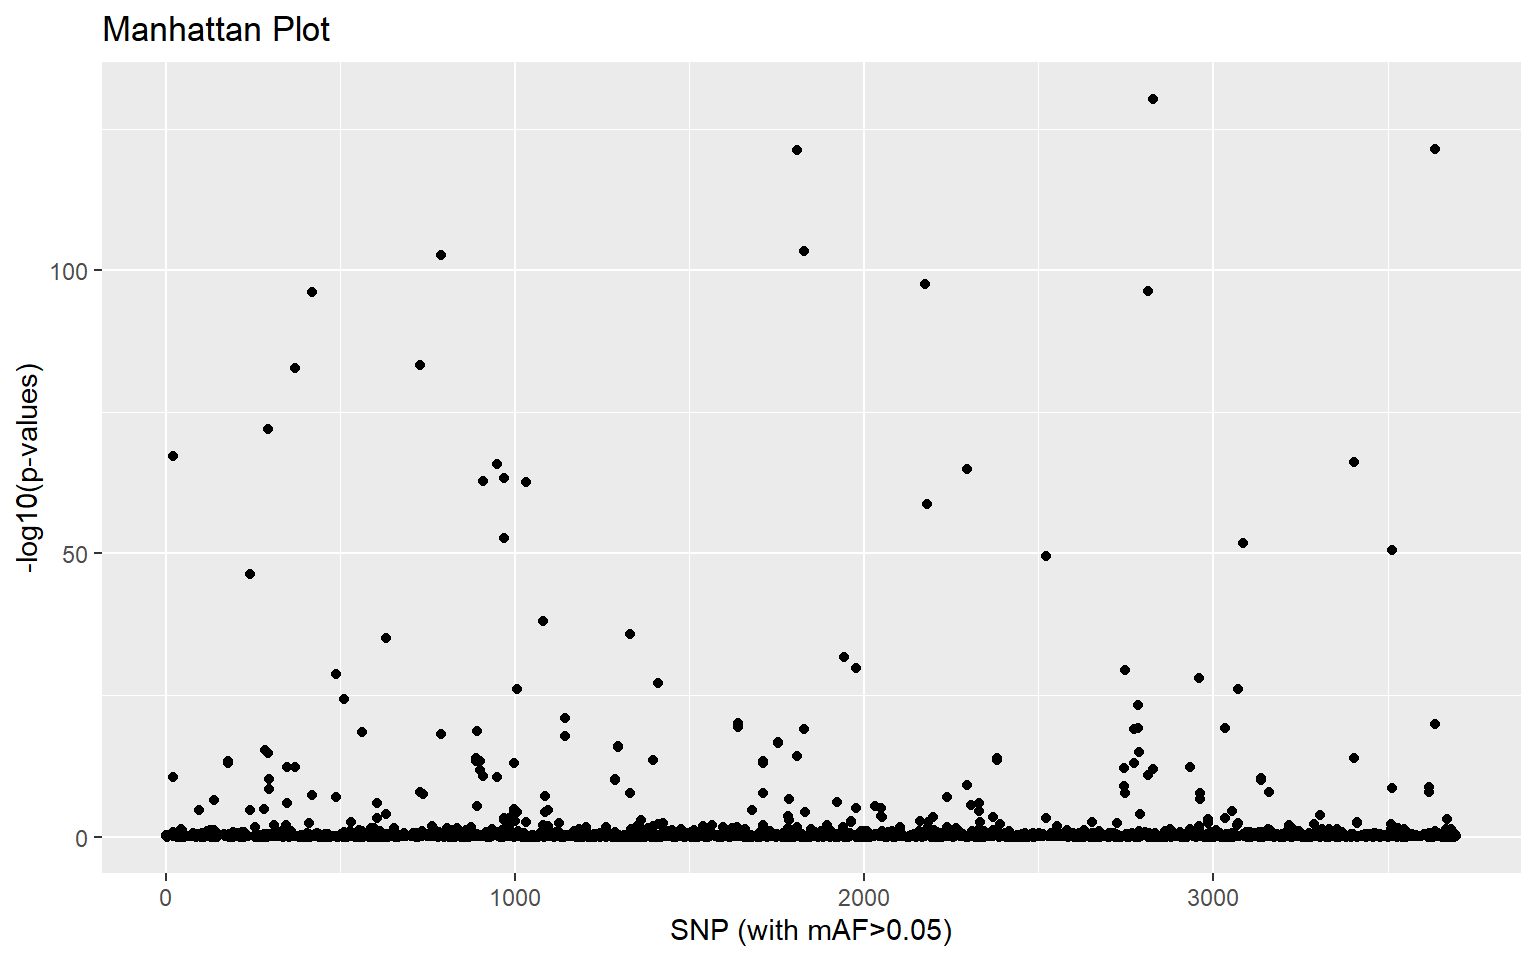 Manhattan Plot
-log10(p-values)
100
50
0
0 1000 2000 3000
SNP (with mAF>0.05)